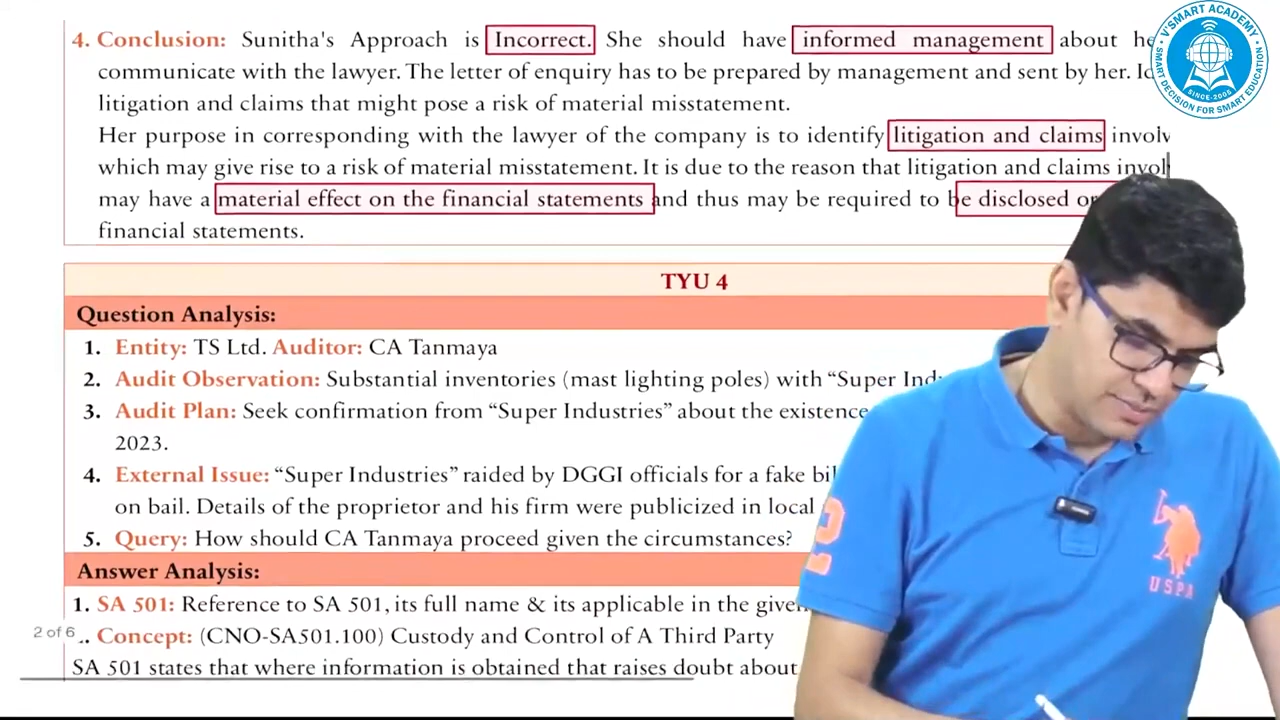 4. Conclusion: Sunitha's Approach is Incorrect. She should have informed management about
communicate with the lawyer. The letter of enquiry has to be prepared by management and sent by her.
litigation and claims that might pose a risk of material misstatement.
Her purpose in corresponding with the lawyer of the company is to identify litigation and claims
which may give rise to a risk of material misstatement. It is due to the reason that litigation and claims
may have a material effect on the financial statements and thus may be required to be disclosed or
financial statements.
V'SMART ACADEMY
SINCE-2005
SMART DECISION FOR SMART EDUCATION
TYU 4
Question Analysis:
1. Entity: TS Ltd. Auditor: CA Tanmaya
2. Audit Observation: Substantial inventories (mast lighting poles) with “Super
3. Audit Plan: Seek confirmation from “Super Industries” about the existence
2023.
4. External Issue: “Super Industries” raided by DGGI officials for a fake
on bail. Details of the proprietor and his firm were publicized in local
5. Query: How should CA Tanmaya proceed given the circumstances?
Answer Analysis:
1. SA 501: Reference to SA 501, its full name & its applicable in the
2 of 6
.. Concept: (CNO-SA501.100) Custody and Control of A Third Party
SA 501 states that where information is obtained that raises doubt about
2
USPA